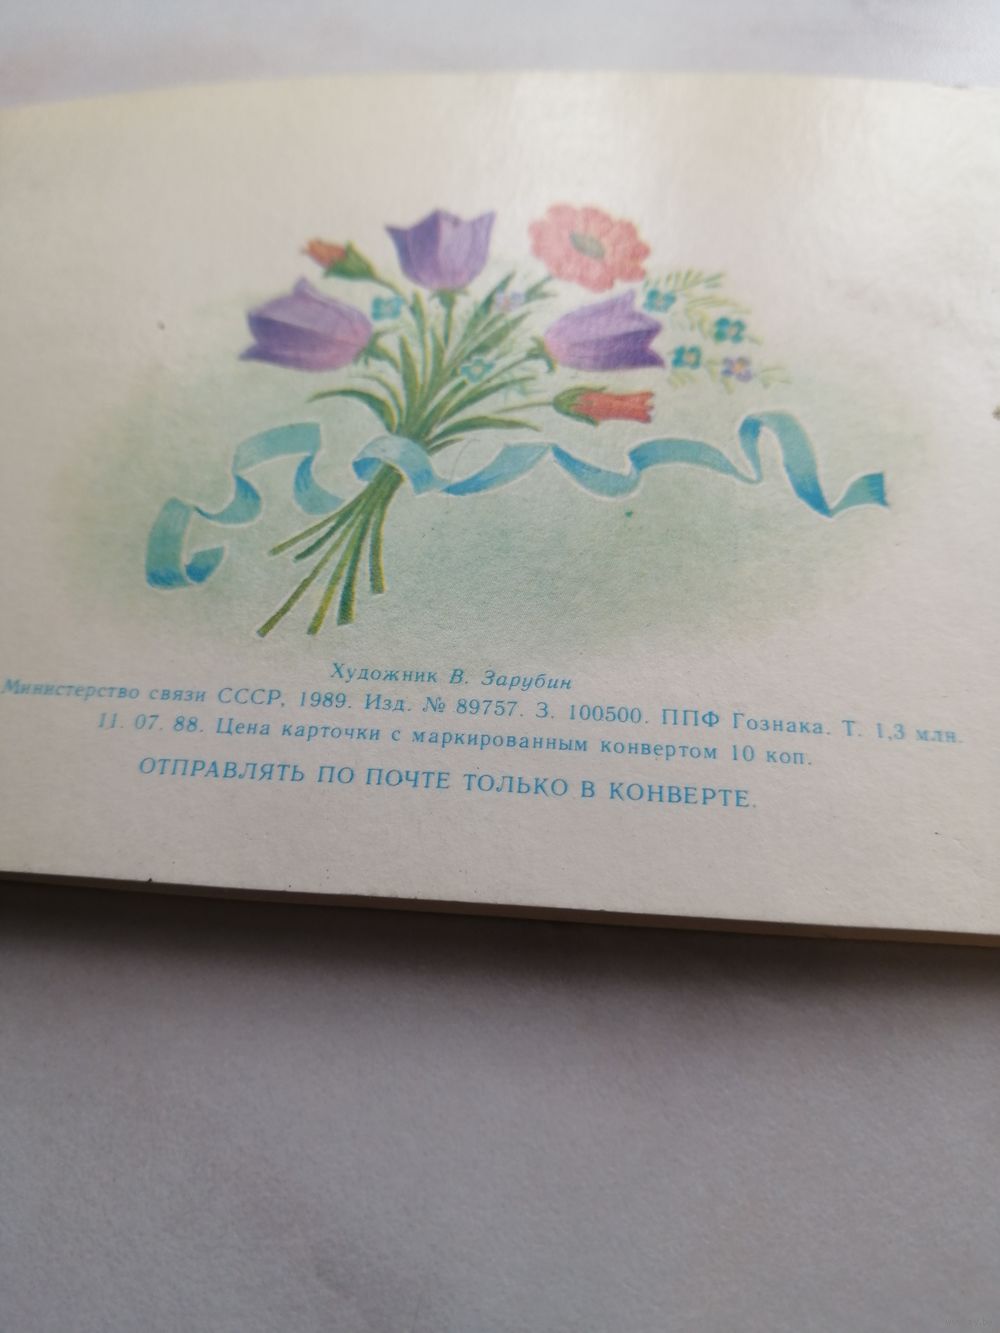 Художник В. Зарубин
Министерство связи СССР, 1989. Изд. № 89757. З. 100500. ППФ Гознака. Т. 1,3 млн.
11. 07. 88. Цена карточки с маркированным конвертом 10 коп.
ОТПРАВЛЯТЬ ПО ПОЧТЕ ТОЛЬКО В КОНВЕРТЕ.